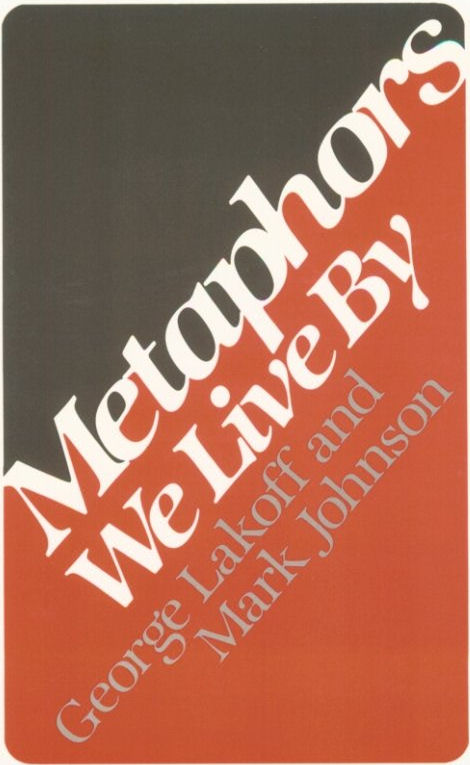 Metaphors
We Live By
George Lakoff and
Mark Johnson